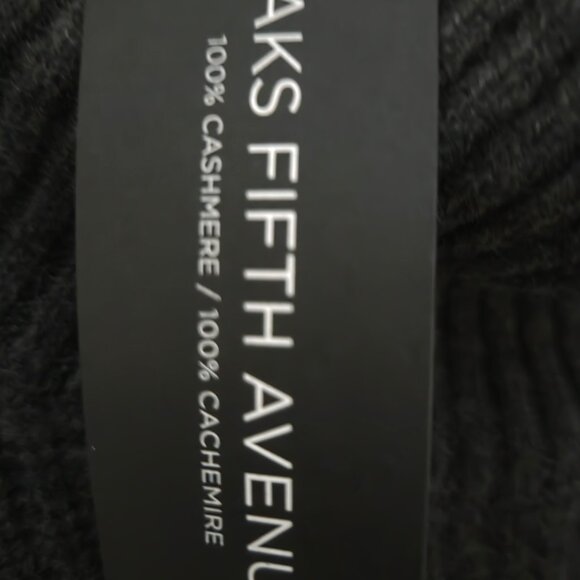 AKS FIFTH AVENU
100% CASHMERE / 100% CACHEMIRE